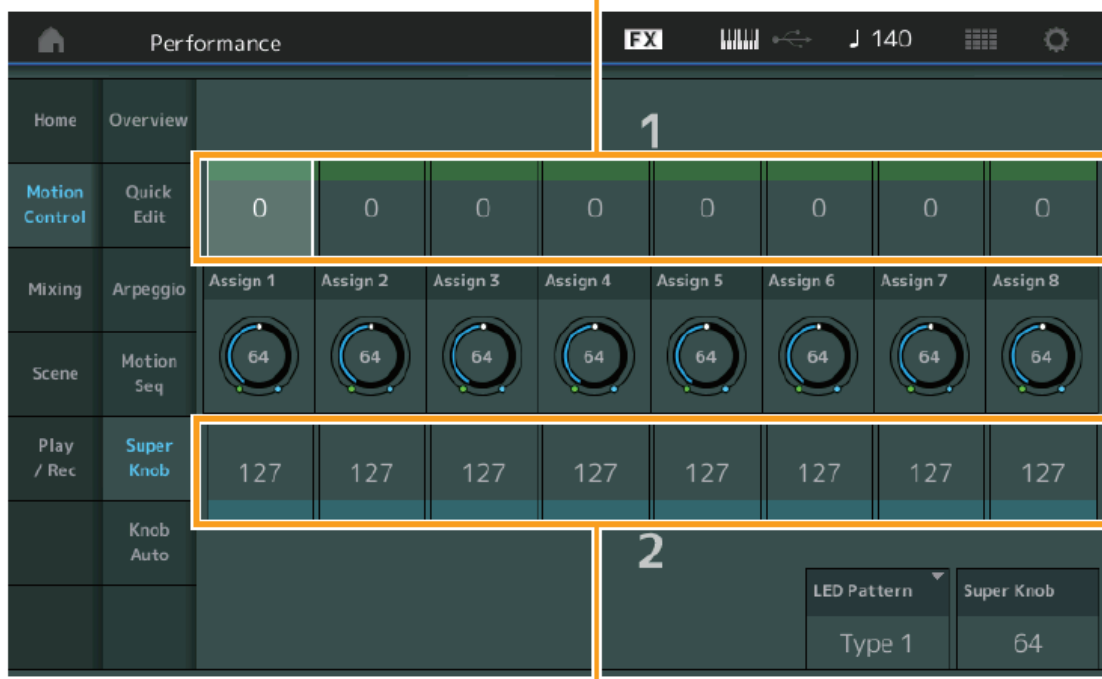 Performance FX 140
1
Home Overview
Motion Control Quick Edit 0 0 0 0 0 0 0 0
Assign 1 Assign 2 Assign 3 Assign 4 Assign 5 Assign 6 Assign 7 Assign 8
Mixing Arpeggio
64 64 64 64 64 64 64 64
Scene Motion Seq
Play / Rec Super Knob 127 127 127 127 127 127 127 127
Knob Auto
2
LED Pattern Super Knob
Type 1 64